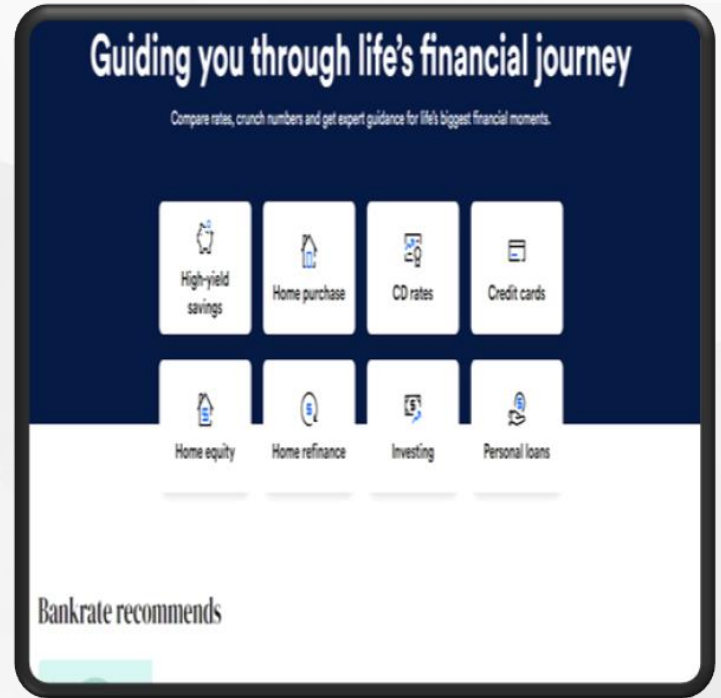 Guiding you through life's financial journey
Compare rates, crunch numbers and get expert guidance for life's biggest financial moments.
High-yield
savings
Home purchase
CD rates
Credit cards
Home equity
Home refinance
Investing
Personal loans
Bankrate recommends